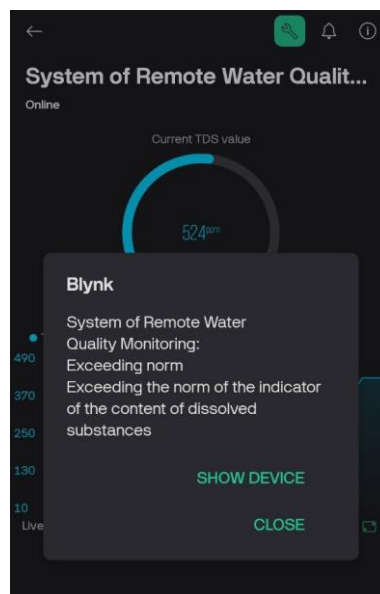 System of Remote Water Qualit...
Online
Current TDS value
524ppm
Blynk
System of Remote Water
Quality Monitoring:
Exceeding norm
Exceeding the norm of the indicator
of the content of dissolved
substances
SHOW DEVICE
CLOSE
490
370
250
130
10
Live